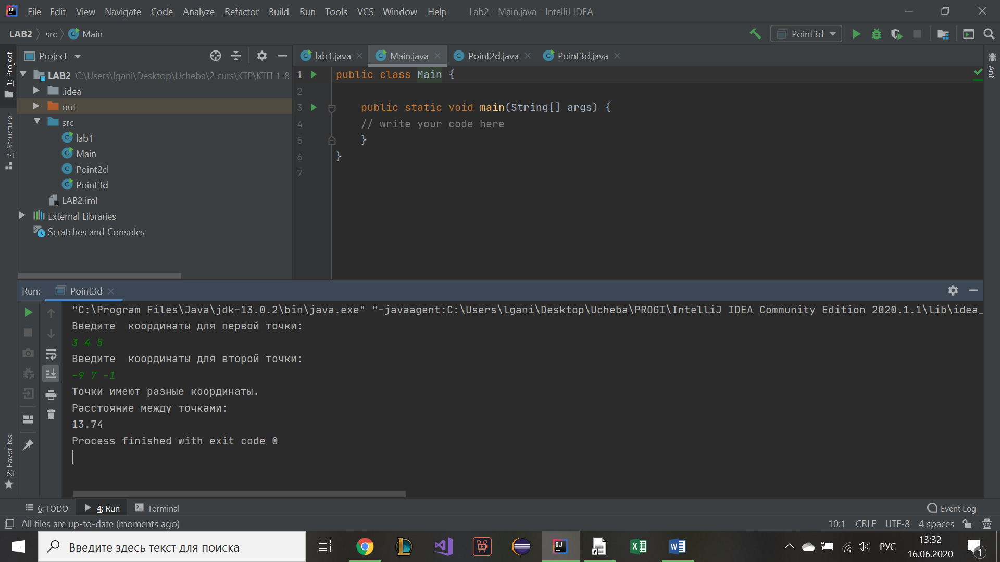 File Edit View Navigate Code Analyze Refactor Build Run Tools VCS Window Help Lab2 - Main.java - IntelliJ IDEA
LAB2 src Main Point3d
Project lab1.java Main.java Point2d.java Point3d.java
1: Project
7: Structure
2: Favorites
Ant
LAB2 C:\Users\lgani\Desktop\Ucheba\2 curs\КТР\КТП 1-8
.idea
out
src
lab1
Main
Point2d
Point3d
LAB2.iml
External Libraries
Scratches and Consoles
1 public class Main {
2
3 public static void main(String[] args) {
4 // write your code here
5 }
6 }
7
Run: Point3d
"C:\Program Files\Java\jdk-13.0.2\bin\java.exe" "-javaagent:C:\Users\lgani\Desktop\Ucheba\PROGI\IntelliJ IDEA Community Edition 2020.1.1\lib\idea_
Введите  координаты для первой точки:
3 4 5
Введите  координаты для второй точки:
-9 7 -1
Точки имеют разные координаты.
Расстояние между точками:
13.74
Process finished with exit code 0
6: TODO 4: Run Terminal Event Log
All files are up-to-date (moments ago) 10:1 CRLF UTF-8 4 spaces
Введите здесь текст для поиска
РУС
13:32
16.06.2020
1